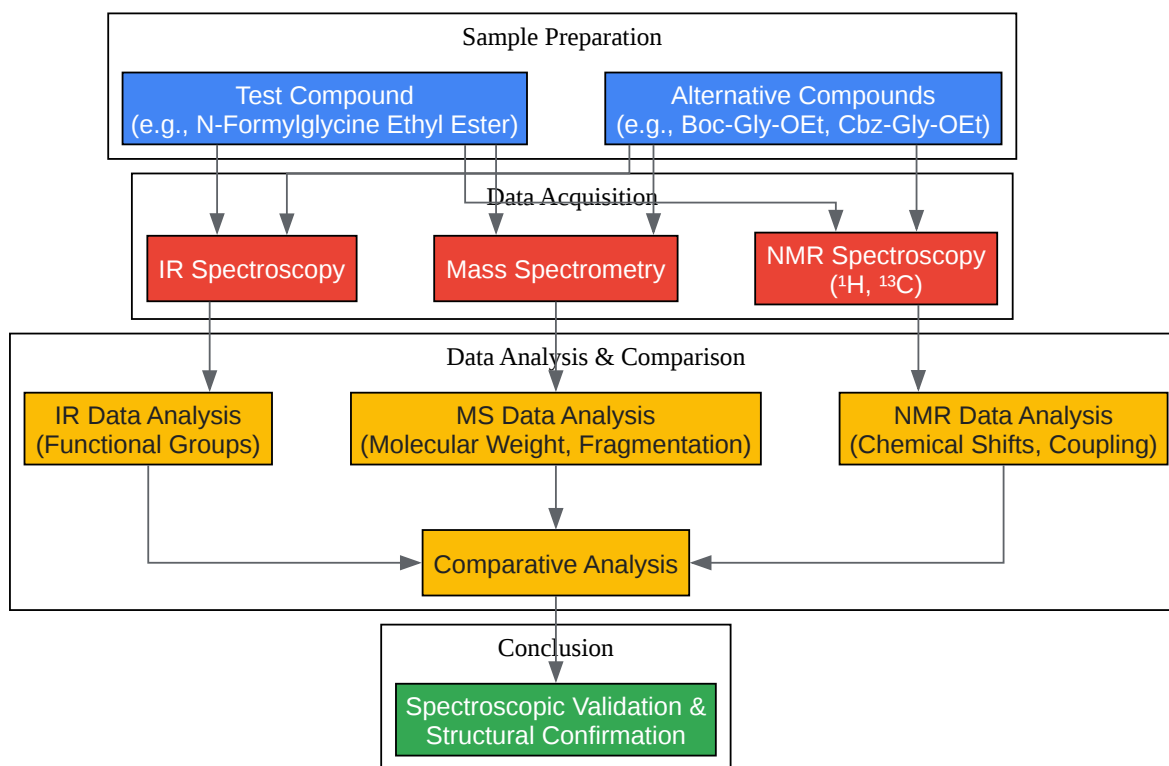 Sample Preparation
Test Compound
(e.g., N-Formylglycine Ethyl Ester)
Alternative Compounds
(e.g., Boc-Gly-OEt, Cbz-Gly-OEt)
Data Acquisition
IR Spectroscopy
Mass Spectrometry
NMR Spectroscopy
(¹H, ¹³C)
Data Analysis & Comparison
IR Data Analysis
(Functional Groups)
MS Data Analysis
(Molecular Weight, Fragmentation)
NMR Data Analysis
(Chemical Shifts, Coupling)
Comparative Analysis
Conclusion
Spectroscopic Validation &
Structural Confirmation